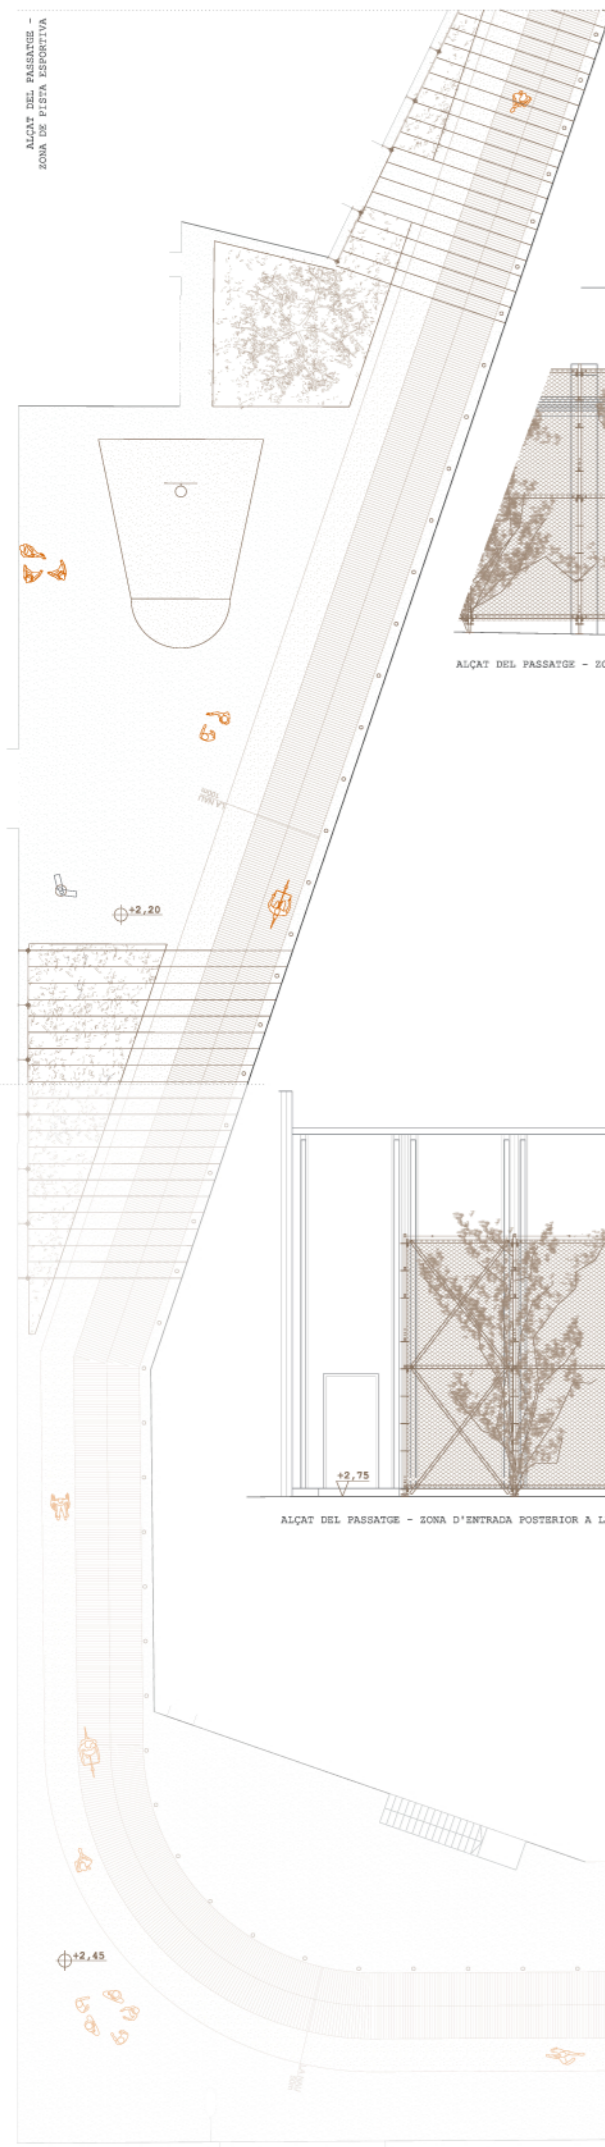 ALÇAT DEL PASSATGE -
ZONA DE PISTA ESPORTIVA
ALÇAT DEL PASSATGE - ZO
+2,20
+2,75
ALÇAT DEL PASSATGE - ZONA D'ENTRADA POSTERIOR A L
+2,45